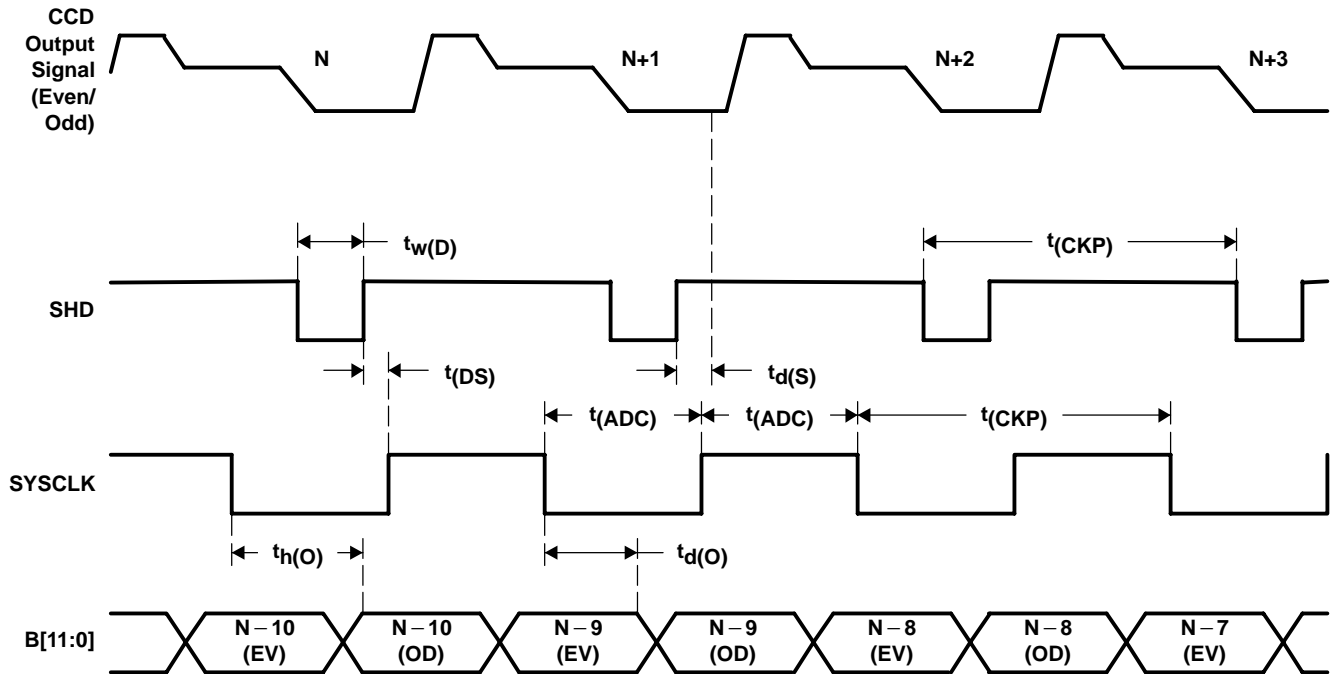 CCD
Output
Signal
(Even/
Odd)
N
N+1
N+2
N+3
tw(D)
t(CKP)
SHD
t(DS)
td(S)
t(ADC)
t(ADC)
t(CKP)
SYSCLK
th(O)
td(O)
B[11:0]
N−10
(EV)
N−10
(OD)
N−9
(EV)
N−9
(OD)
N−8
(EV)
N−8
(OD)
N−7
(EV)